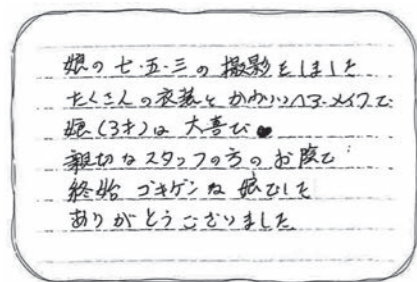 娘の七・五・三の撮影をしました
たくさんの衣装とかわいいヘア・メイクで
娘(3才)は大喜び♥
親切なスタッフの方のお陰で
終始ゴキゲンな娘でした
ありがとうございました